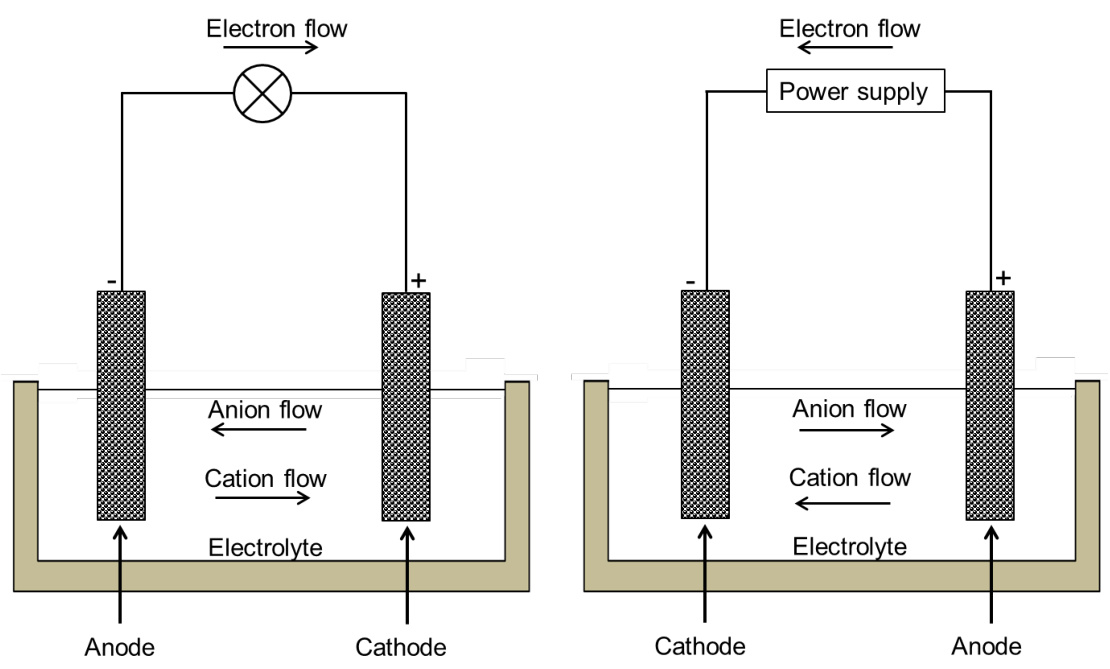 Electron flow
-
+
Anion flow
Cation flow
Electrolyte
Anode
Cathode
Electron flow
Power supply
-
+
Anion flow
Cation flow
Electrolyte
Cathode
Anode